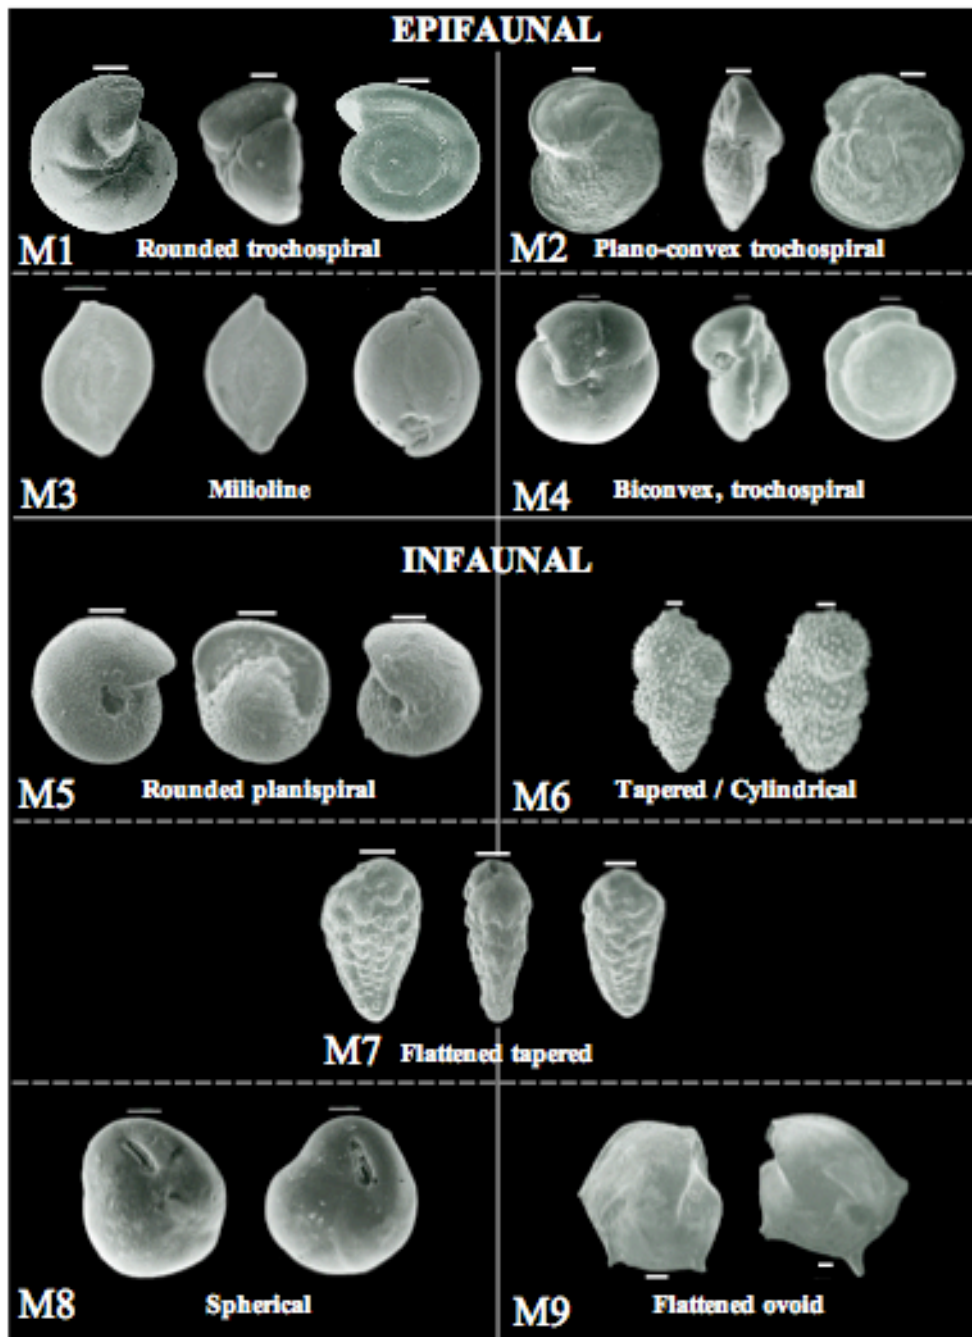 EPIFAUNAL
M1 Rounded trochospiral
M2 Plano-convex trochospiral
M3 Milioline
M4 Biconvex, trochospiral
INFAUNAL
M5 Rounded planispiral
M6 Tapered / Cylindrical
M7 Flattened tapered
M8 Spherical
M9 Flattened ovoid